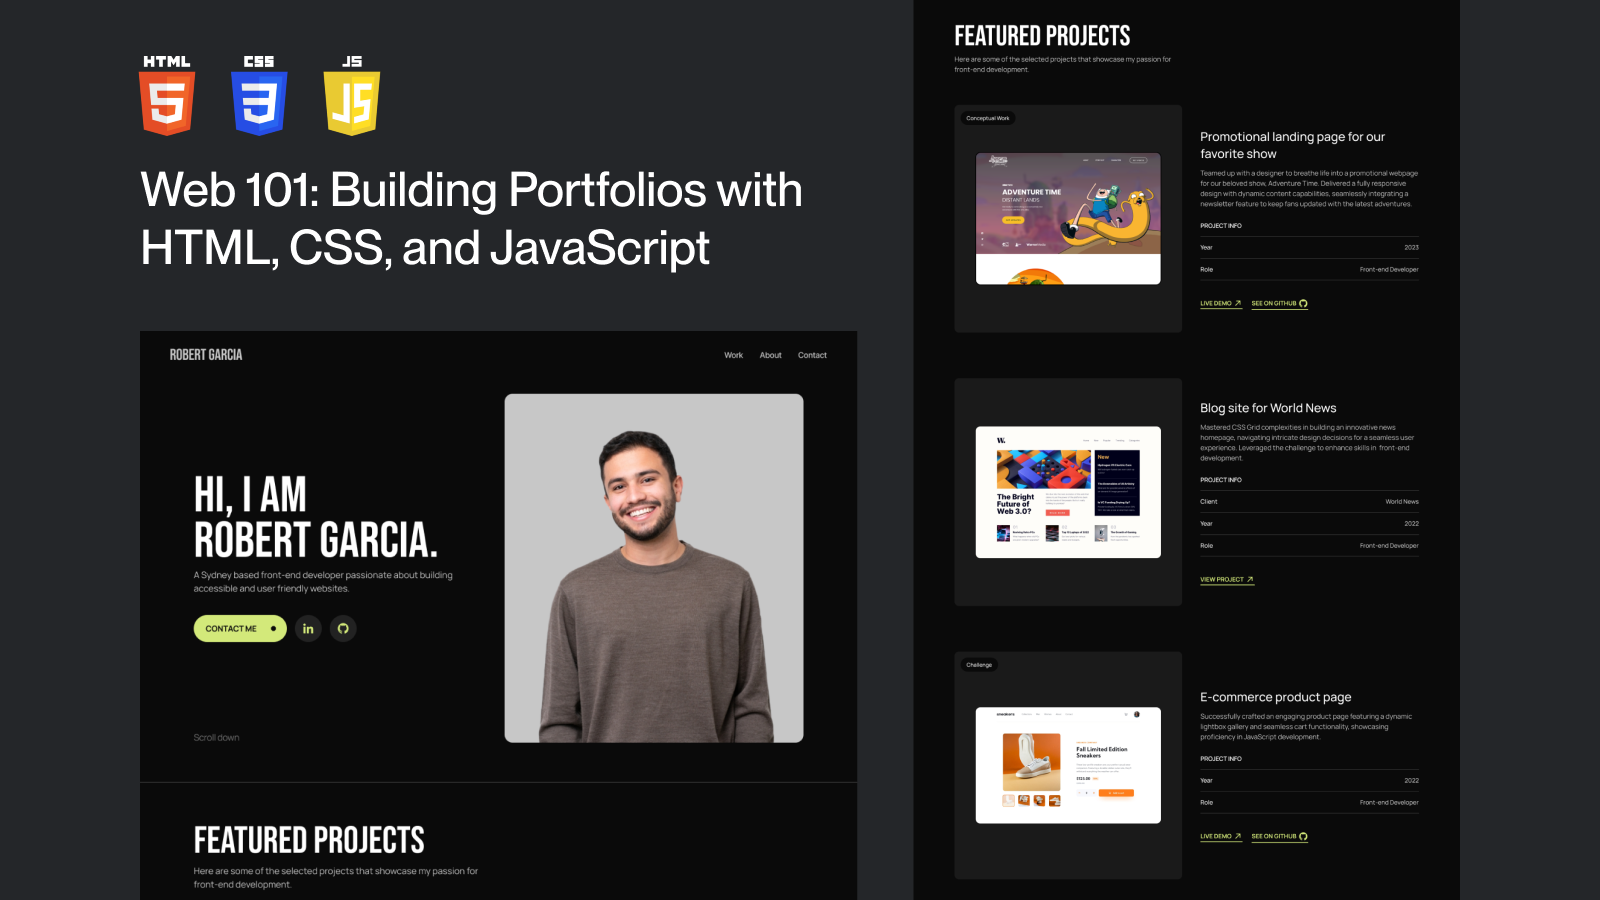 HTML
CSS
JS
5
3
JS
Web 101: Building Portfolios with
HTML, CSS, and JavaScript
ROBERT GARCIA
Work
About
Contact
HI, I AM
ROBERT GARCIA.
A Sydney based front-end developer passionate about building
accessible and user friendly websites.
CONTACT ME
in
Scroll down
FEATURED PROJECTS
Here are some of the selected projects that showcase my passion for
front-end development.
FEATURED PROJECTS
Here are some of the selected projects that showcase my passion for
front-end development.
Conceptual Work
ADVENTURE TIME
DISTANT LANDS
Promotional landing page for our
favorite show
Teamed up with a designer to breathe life into a promotional webpage
for our beloved show, Adventure Time. Delivered a fully responsive
design with dynamic content capabilities, seamlessly integrating a
newsletter feature to keep fans updated with the latest adventures.
PROJECT INFO
Year
2023
Role
Front-end Developer
LIVE DEMO
SEE ON GITHUB
W.
New
The Bright
Future of
Web 3.0?
Blog site for World News
Mastered CSS Grid complexities in building an innovative news
homepage, navigating intricate design decisions for a seamless user
experience. Leveraged the challenge to enhance skills in front-end
development.
PROJECT INFO
Client
World News
Year
2022
Role
Front-end Developer
VIEW PROJECT
Challenge
Fall Limited Edition
Sneakers
E-commerce product page
Successfully crafted an engaging product page featuring a dynamic
lightbox gallery and seamless cart functionality, showcasing
proficiency in JavaScript development.
PROJECT INFO
Year
2022
Role
Front-end Developer
LIVE DEMO
SEE ON GITHUB